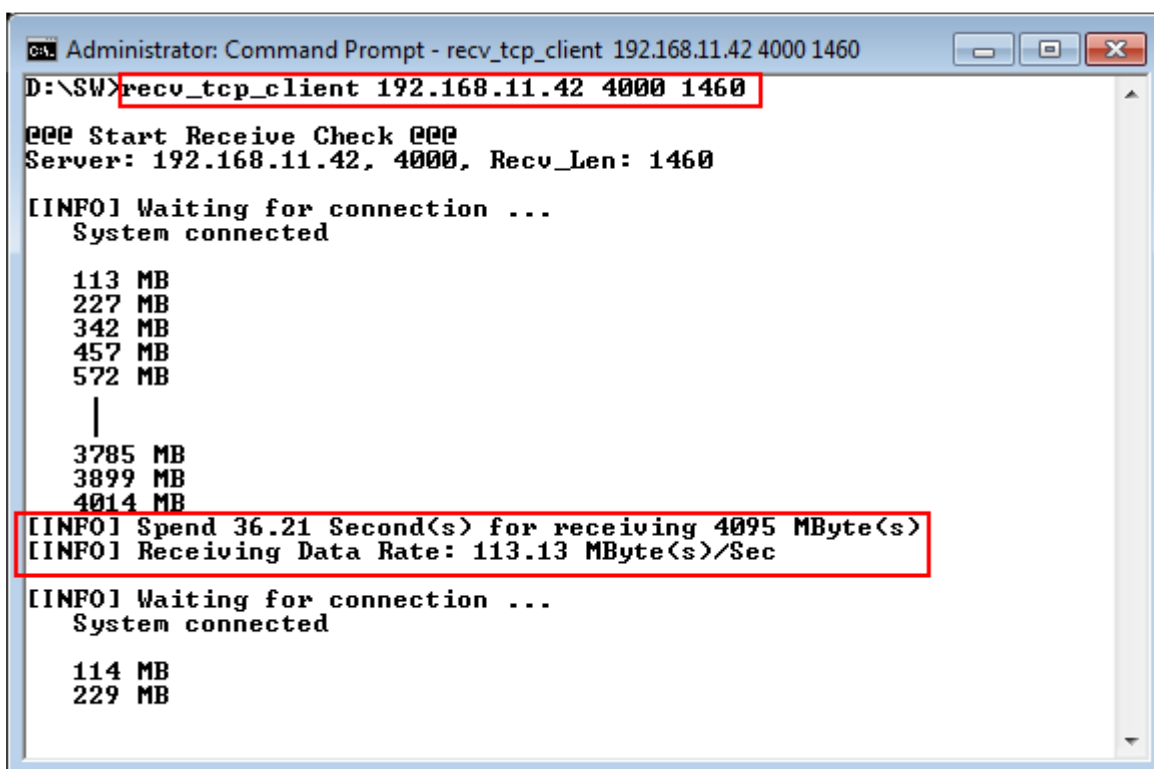 Administrator: Command Prompt - recv_tcp_client 192.168.11.42 4000 1460
D:\SW>recv_tcp_client 192.168.11.42 4000 1460
@@@ Start Receive Check @@@
Server: 192.168.11.42, 4000, Recv_Len: 1460
[INFO] Waiting for connection ...
System connected
113 MB
227 MB
342 MB
457 MB
572 MB
3785 MB
3899 MB
4014 MB
[INFO] Spend 36.21 Second(s) for receiving 4095 MByte(s)
[INFO] Receiving Data Rate: 113.13 MByte(s)/Sec
[INFO] Waiting for connection ...
System connected
114 MB
229 MB